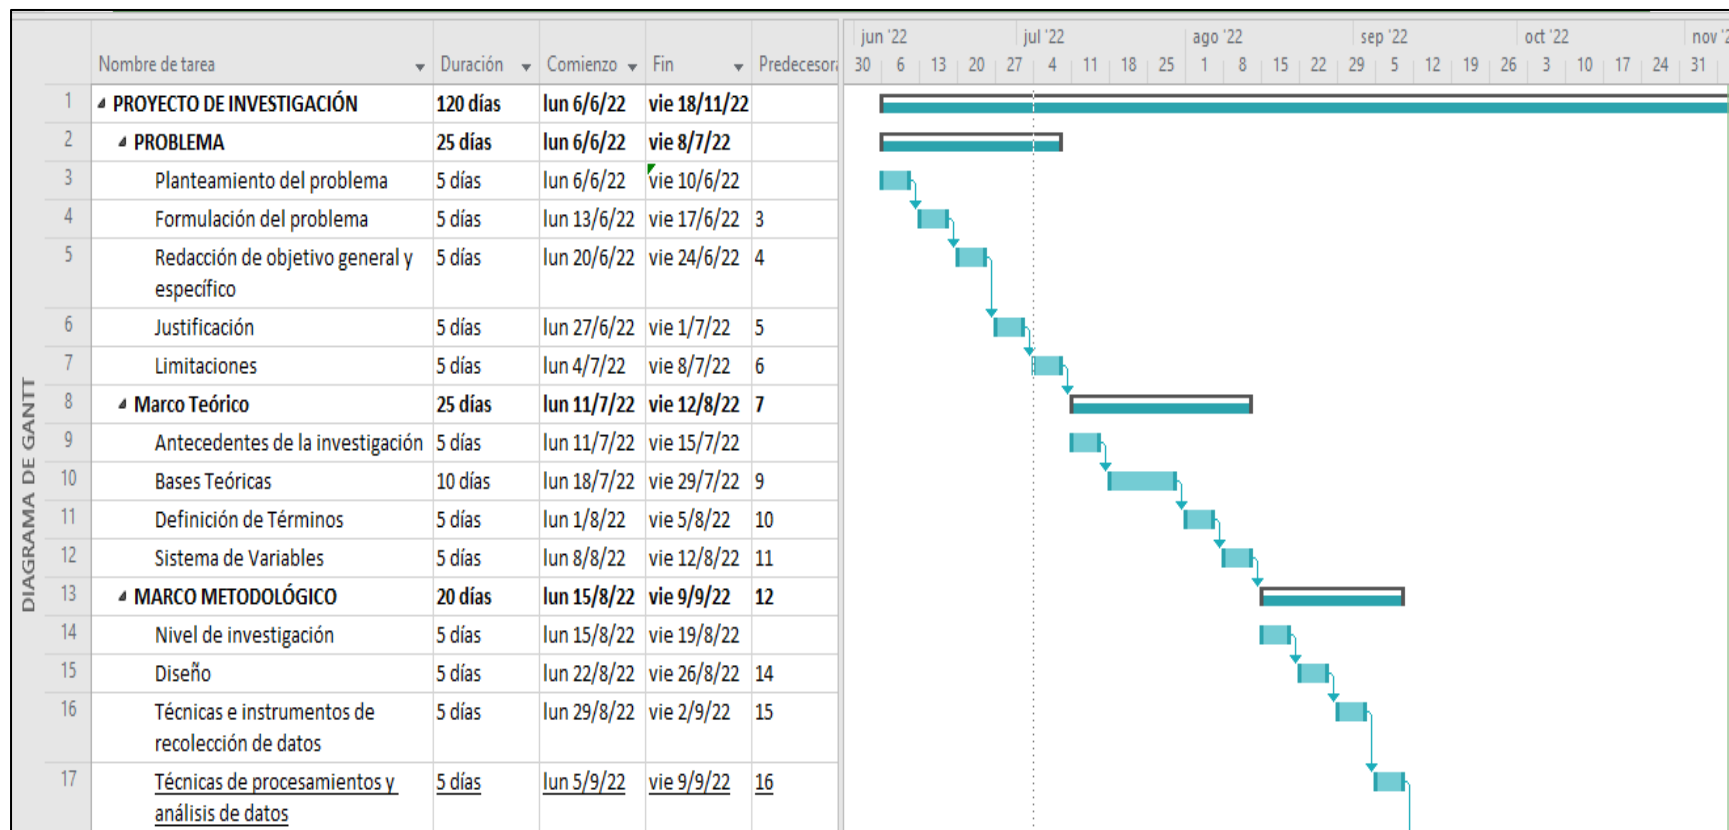 jun '22 jul '22 ago '22 sep '22 oct '22
Nombre de tarea Duración Comienzo Fin 30 6 13 20 27 4 11 18 25 1 8 15 22 29 5 12 19 26 3 10 17 24 31
1 PROYECTO DE INVESTIGACIÓN 120 días lun 6/6/22 vie 18/11/22
2 PROBLEMA 25 días lun 6/6/22 vie 8/7/22
3 Planteamiento del problema 5 días lun 6/6/22 vie 10/6/22
4 Formulación del problema 5 días lun 13/6/22 vie 17/6/22 3
5 Redacción de objetivo general y 5 días lun 20/6/22 vie 24/6/22 4
específico
6 Justificación 5 días lun 27/6/22 vie 1/7/22 5
7 Limitaciones 5 días lun 4/7/22 vie 8/7/22 6
8 Marco Teórico 25 días lun 11/7/22 vie 12/8/22 7
9 Antecedentes de la investigación 5 días lun 11/7/22 vie 15/7/22
10 Bases Teóricas 10 días lun 18/7/22 vie 29/7/22 9
11 Definición de Términos 5 días lun 1/8/22 vie 5/8/22 10
12 Sistema de Variables 5 días lun 8/8/22 vie 12/8/22 11
13 MARCO METODOLÓGICO 20 días lun 15/8/22 vie 9/9/22 12
14 Nivel de investigación 5 días lun 15/8/22 vie 19/8/22
15 Diseño 5 días lun 22/8/22 vie 26/8/22 14
16 Técnicas e instrumentos de 5 días lun 29/8/22 vie 2/9/22 15
recolección de datos
17 Técnicas de procesamientos y 5 días lun 5/9/22 vie 9/9/22 16
análisis de datos
DIAGRAMA DE GANTT